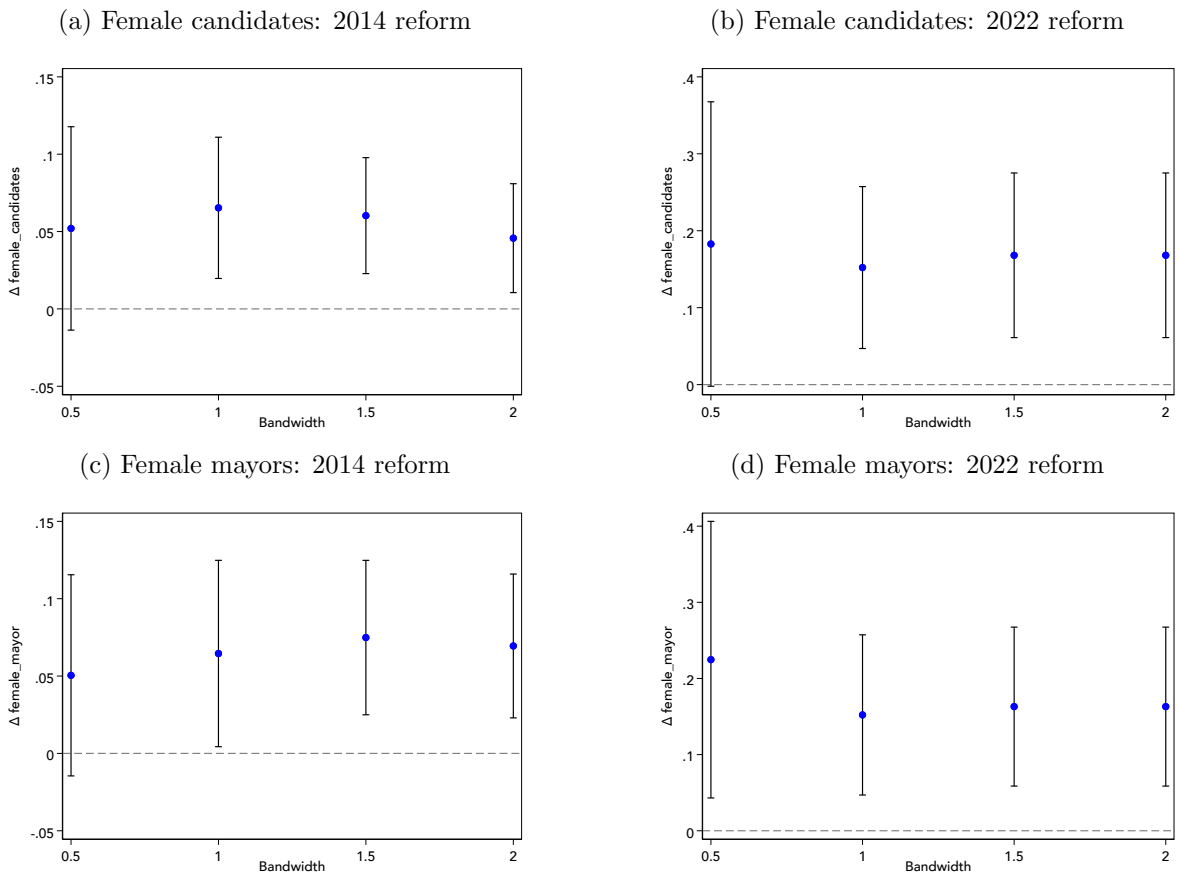 (a) Female candidates: 2014 reform
.15
.1
.05
0
-.05
Δ female_candidates
0.5 1 1.5 2
Bandwidth
(b) Female candidates: 2022 reform
.4
.3
.2
.1
0
Δ female_candidates
0.5 1 1.5 2
Bandwidth
(c) Female mayors: 2014 reform
.15
.1
.05
0
-.05
Δ female_mayor
0.5 1 1.5 2
Bandwidth
(d) Female mayors: 2022 reform
.4
.3
.2
.1
0
Δ female_mayor
0.5 1 1.5 2
Bandwidth